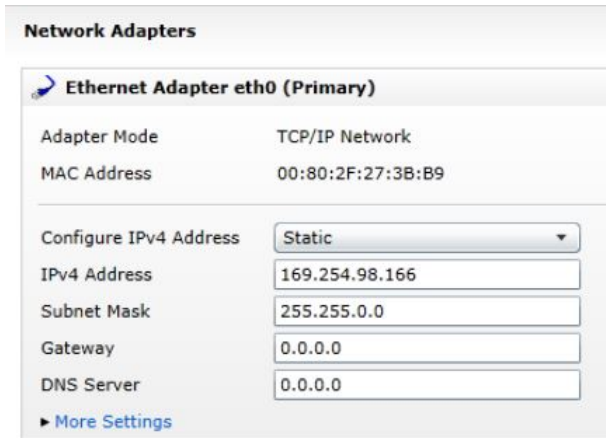 Network Adapters
Ethernet Adapter eth0 (Primary)
Adapter Mode TCP/IP Network
MAC Address 00:80:2F:27:3B:B9
Configure IPv4 Address Static
IPv4 Address 169.254.98.166
Subnet Mask 255.255.0.0
Gateway 0.0.0.0
DNS Server 0.0.0.0
More Settings